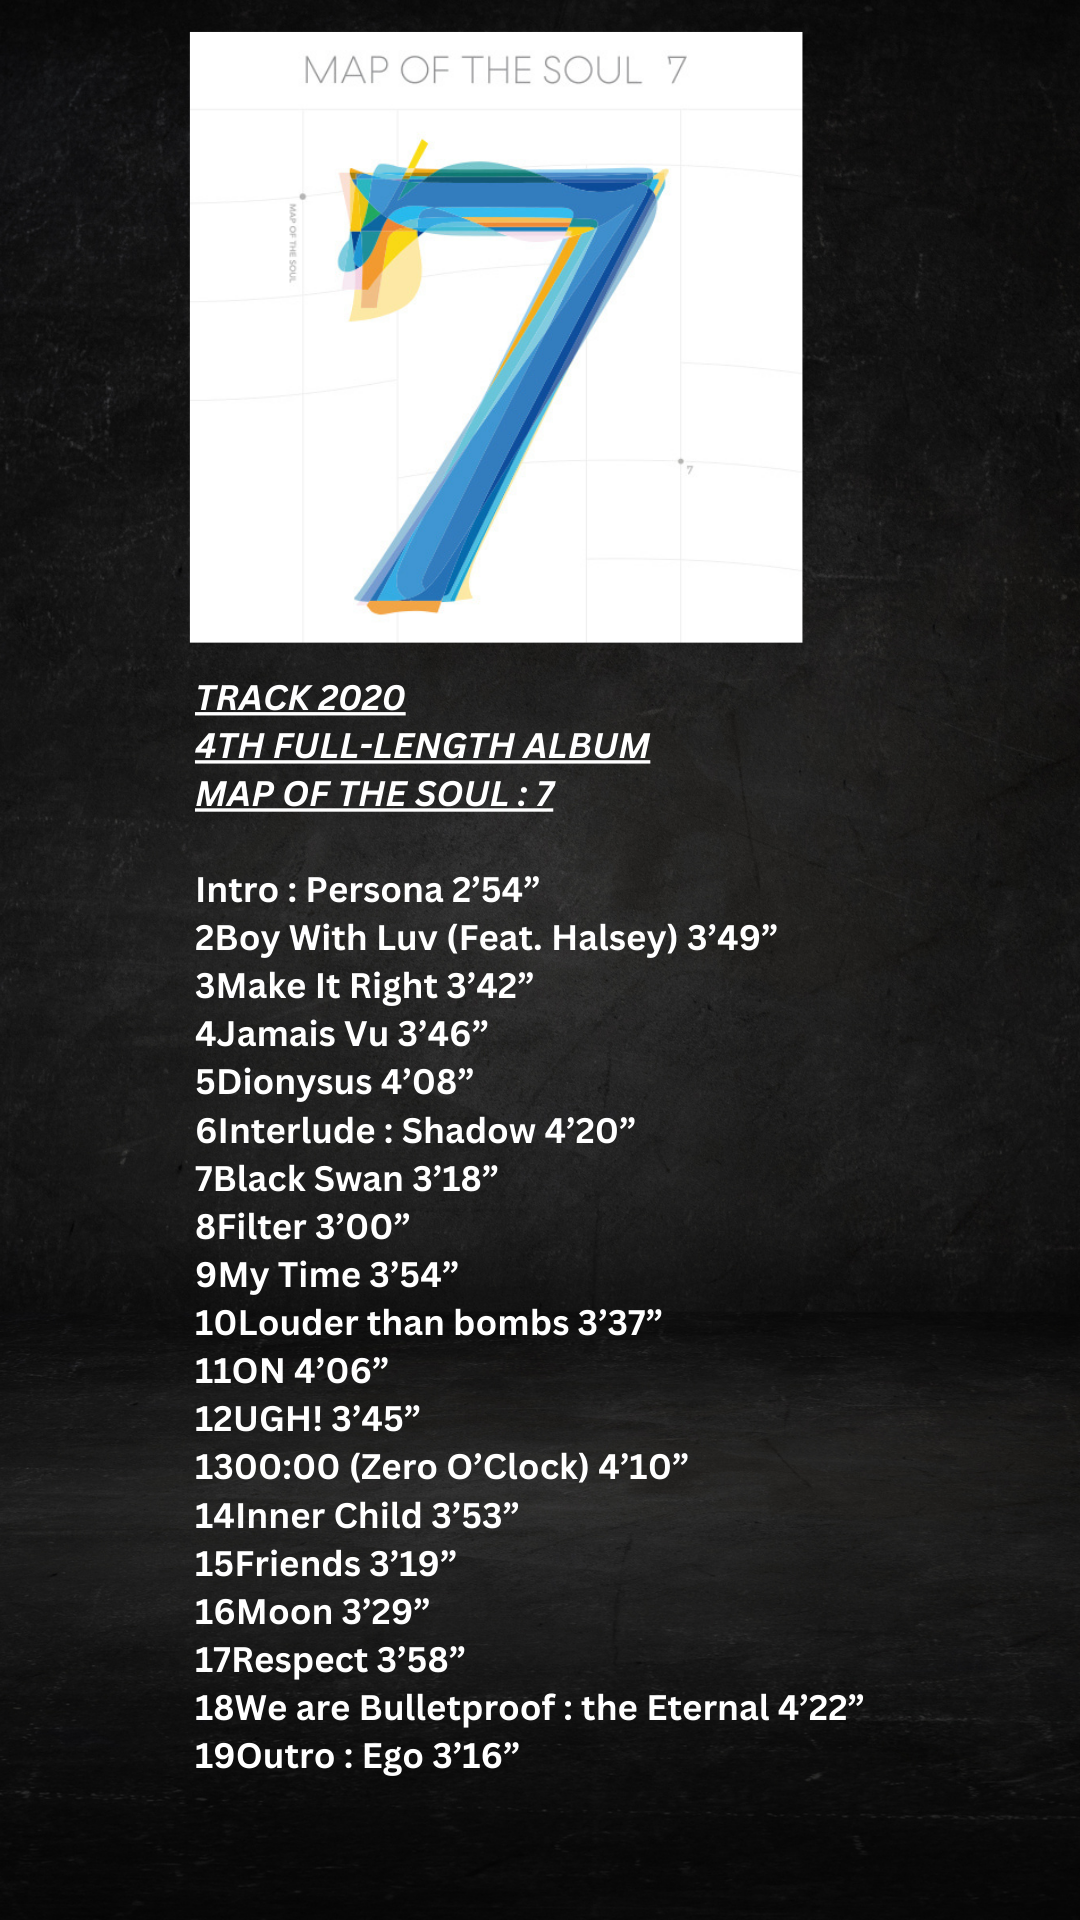 MAP OF THE SOUL 7
MAP OF THE SOUL
7
TRACK 2020
4TH FULL-LENGTH ALBUM
MAP OF THE SOUL : 7
Intro : Persona 2’54”
2Boy With Luv (Feat. Halsey) 3’49”
3Make It Right 3’42”
4Jamais Vu 3’46”
5Dionysus 4’08”
6Interlude : Shadow 4’20”
7Black Swan 3’18”
8Filter 3’00”
9My Time 3’54”
10Louder than bombs 3’37”
11ON 4’06”
12UGH! 3’45”
1300:00 (Zero O’Clock) 4’10”
14Inner Child 3’53”
15Friends 3’19”
16Moon 3’29”
17Respect 3’58”
18We are Bulletproof : the Eternal 4’22”
19Outro : Ego 3’16”